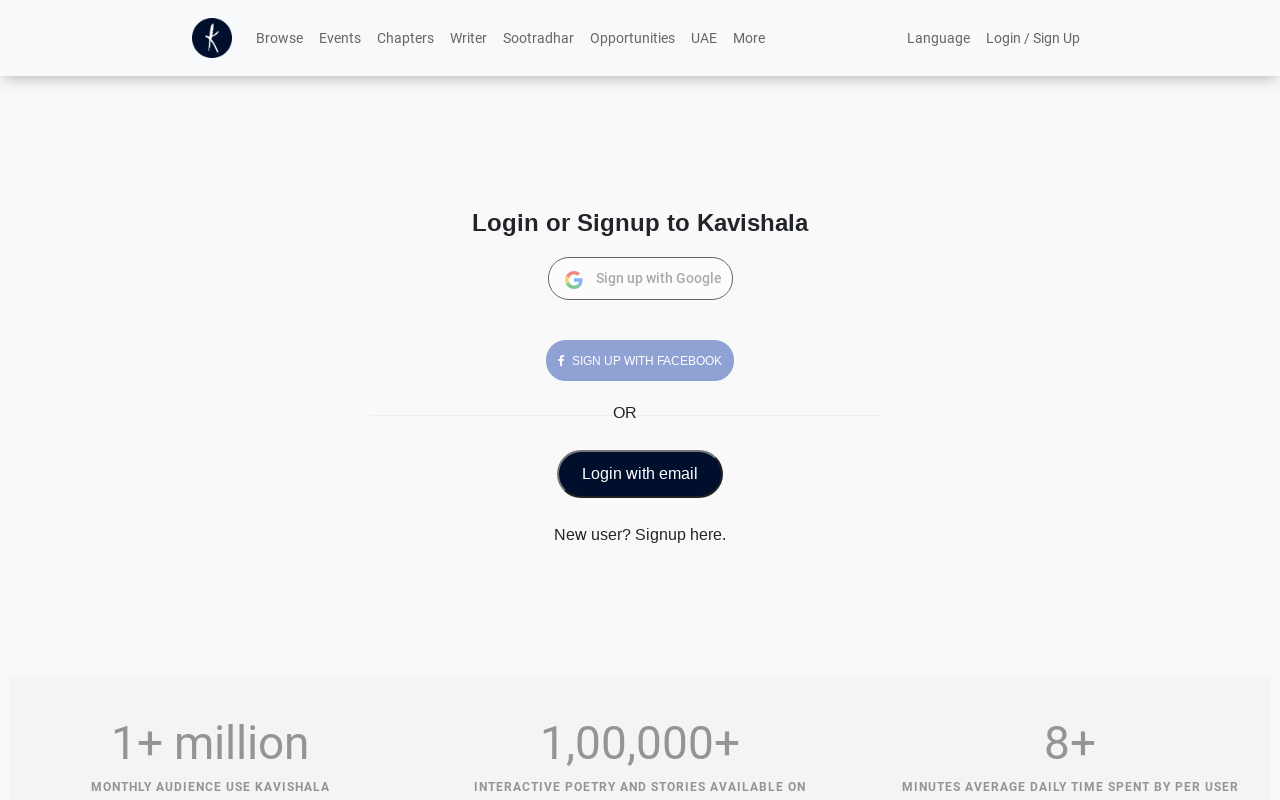 Browse Events Chapters Writer Sootradhar Opportunities UAE More Language Login / Sign Up
Login or Signup to Kavishala
Sign up with Google
SIGN UP WITH FACEBOOK
OR
Login with email
New user? Signup here.
1+ million 1,00,000+ 8+
MONTHLY AUDIENCE USE KAVISHALA INTERACTIVE POETRY AND STORIES AVAILABLE ON MINUTES AVERAGE DAILY TIME SPENT BY PER USER